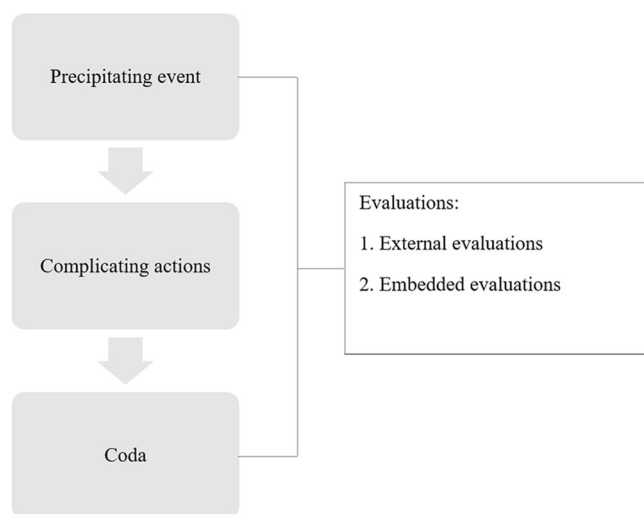 Precipitating event
Complicating actions
Coda
Evaluations:
1. External evaluations
2. Embedded evaluations